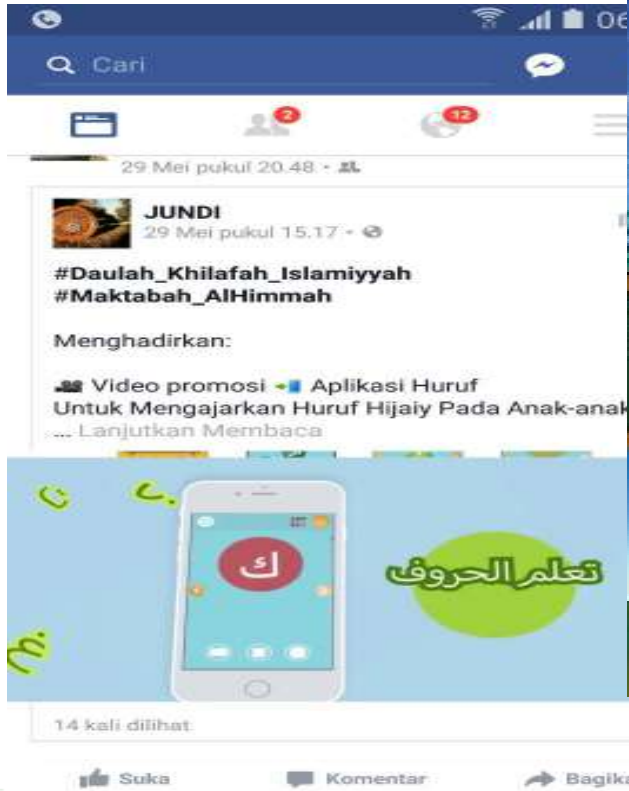 06
Cari
2
12
29 Mei pukul 20.48
JUNDI
29 Mei pukul 15.17
#Daulah_Khilafah_Islamiyyah
#Maktabah_AlHimmah
Menghadirkan:
Video promosi Aplikasi Huruf
Untuk Mengajarkan Huruf Hijaiy Pada Anak-anak
... Lanjutkan Membaca
ك
تعلم الحروف
14 kali dilihat
Suka Komentar Bagika